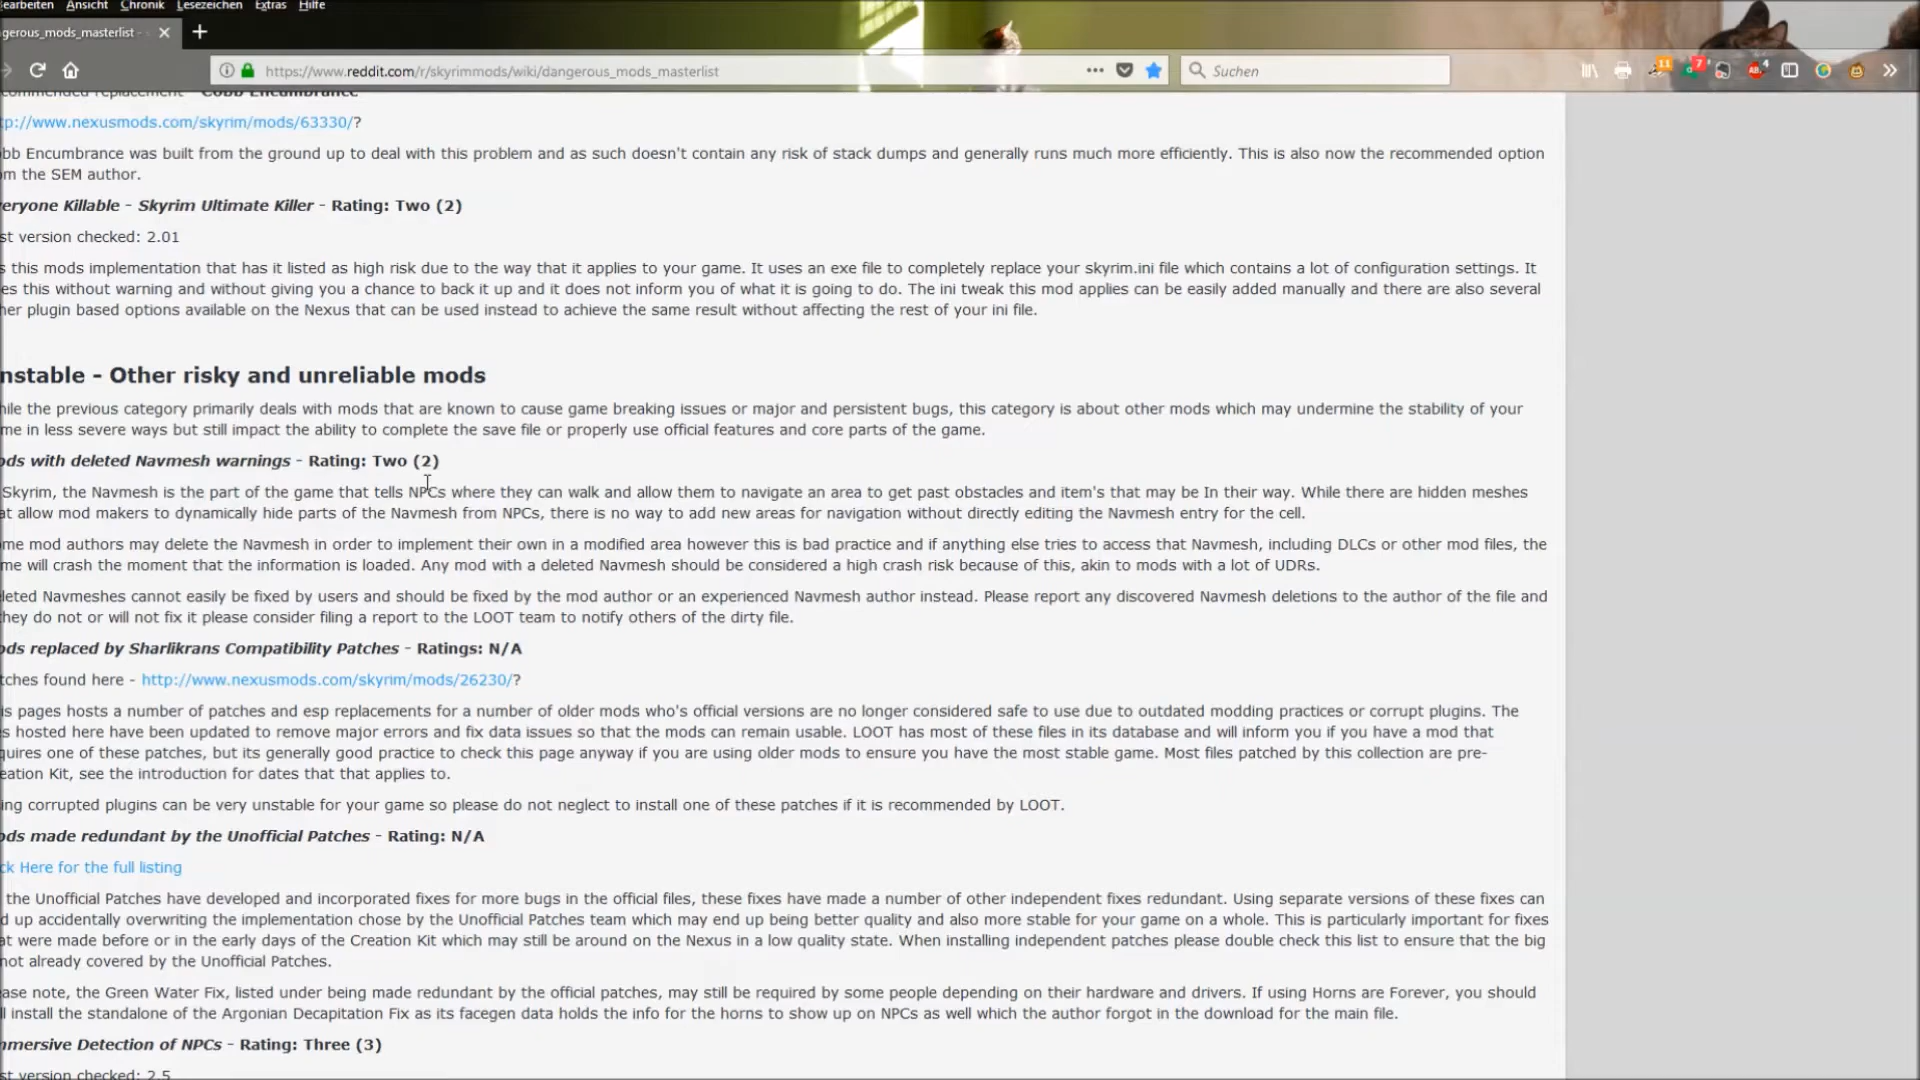 earbeiten Ansicht Chronik Lesezeichen Extras Hilfe
gerous_mods_masterlist -
https://www.reddit.com/r/skyrimmods/wiki/dangerous_mods_masterlist
Suchen
11
7
4
commended replacement - Cobb Encumbrance
tp://www.nexusmods.com/skyrim/mods/63330/?
bb Encumbrance was built from the ground up to deal with this problem and as such doesn't contain any risk of stack dumps and generally runs much more efficiently. This is also now the recommended option
om the SEM author.
eryone Killable - Skyrim Ultimate Killer - Rating: Two (2)
st version checked: 2.01
s this mods implementation that has it listed as high risk due to the way that it applies to your game. It uses an exe file to completely replace your skyrim.ini file which contains a lot of configuration settings. It
es this without warning and without giving you a chance to back it up and it does not inform you of what it is going to do. The ini tweak this mod applies can be easily added manually and there are also several
her plugin based options available on the Nexus that can be used instead to achieve the same result without affecting the rest of your ini file.
nstable - Other risky and unreliable mods
hile the previous category primarily deals with mods that are known to cause game breaking issues or major and persistent bugs, this category is about other mods which may undermine the stability of your
me in less severe ways but still impact the ability to complete the save file or properly use official features and core parts of the game.
ods with deleted Navmesh warnings - Rating: Two (2)
Skyrim, the Navmesh is the part of the game that tells NPCs where they can walk and allow them to navigate an area to get past obstacles and item's that may be In their way. While there are hidden meshes
at allow mod makers to dynamically hide parts of the Navmesh from NPCs, there is no way to add new areas for navigation without directly editing the Navmesh entry for the cell.
me mod authors may delete the Navmesh in order to implement their own in a modified area however this is bad practice and if anything else tries to access that Navmesh, including DLCs or other mod files, the
me will crash the moment that the information is loaded. Any mod with a deleted Navmesh should be considered a high crash risk because of this, akin to mods with a lot of UDRs.
leted Navmeshes cannot easily be fixed by users and should be fixed by the mod author or an experienced Navmesh author instead. Please report any discovered Navmesh deletions to the author of the file and
they do not or will not fix it please consider filing a report to the LOOT team to notify others of the dirty file.
ods replaced by Sharlikrans Compatibility Patches - Ratings: N/A
tches found here - http://www.nexusmods.com/skyrim/mods/26230/?
is pages hosts a number of patches and esp replacements for a number of older mods who's official versions are no longer considered safe to use due to outdated modding practices or corrupt plugins. The
es hosted here have been updated to remove major errors and fix data issues so that the mods can remain usable. LOOT has most of these files in its database and will inform you if you have a mod that
quires one of these patches, but its generally good practice to check this page anyway if you are using older mods to ensure you have the most stable game. Most files patched by this collection are pre-
eation Kit, see the introduction for dates that that applies to.
ing corrupted plugins can be very unstable for your game so please do not neglect to install one of these patches if it is recommended by LOOT.
ods made redundant by the Unofficial Patches - Rating: N/A
ck Here for the full listing
the Unofficial Patches have developed and incorporated fixes for more bugs in the official files, these fixes have made a number of other independent fixes redundant. Using separate versions of these fixes can
d up accidentally overwriting the implementation chose by the Unofficial Patches team which may end up being better quality and also more stable for your game on a whole. This is particularly important for fixes
at were made before or in the early days of the Creation Kit which may still be around on the Nexus in a low quality state. When installing independent patches please double check this list to ensure that the big
not already covered by the Unofficial Patches.
ase note, the Green Water Fix, listed under being made redundant by the official patches, may still be required by some people depending on their hardware and drivers. If using Horns are Forever, you should
ll install the standalone of the Argonian Decapitation Fix as its facegen data holds the info for the horns to show up on NPCs as well which the author forgot in the download for the main file.
mmersive Detection of NPCs - Rating: Three (3)
st version checked: 2.5